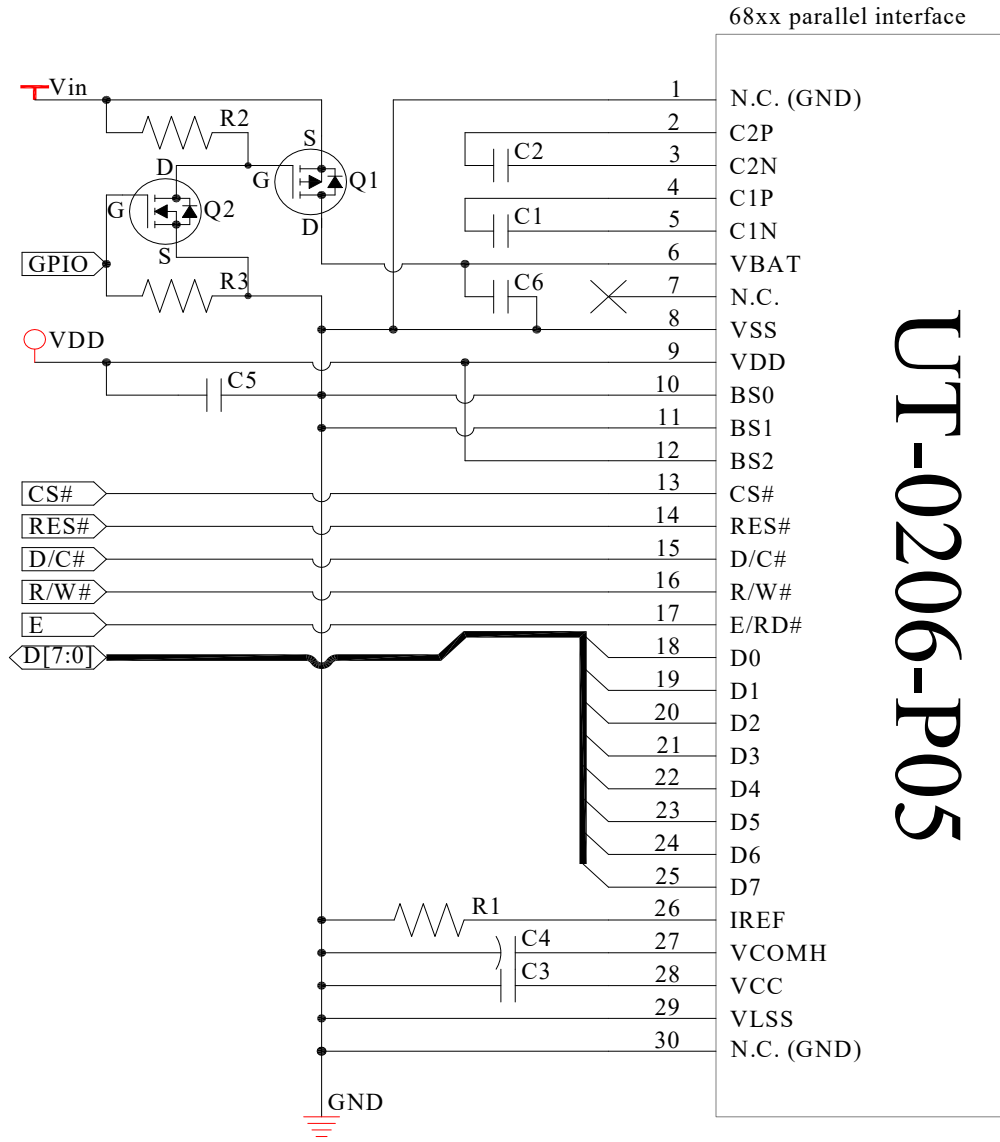 68xx parallel interface
Vin
R2
S
G
Q1
D
D
G
Q2
S
GPIO
R3
VDD
C5
C2
C1
C6
1 N.C. (GND)
2 C2P
3 C2N
4 C1P
5 C1N
6 VBAT
7 N.C.
8 VSS
9 VDD
10 BS0
11 BS1
12 BS2
CS# 13 CS#
RES# 14 RES#
D/C# 15 D/C#
R/W# 16 R/W#
E 17 E/RD#
D[7:0] 18 D0
19 D1
20 D2
21 D3
22 D4
23 D5
24 D6
25 D7
R1 26 IREF
C4 27 VCOMH
C3 28 VCC
29 VLSS
30 N.C. (GND)
GND
UT-0206-P05